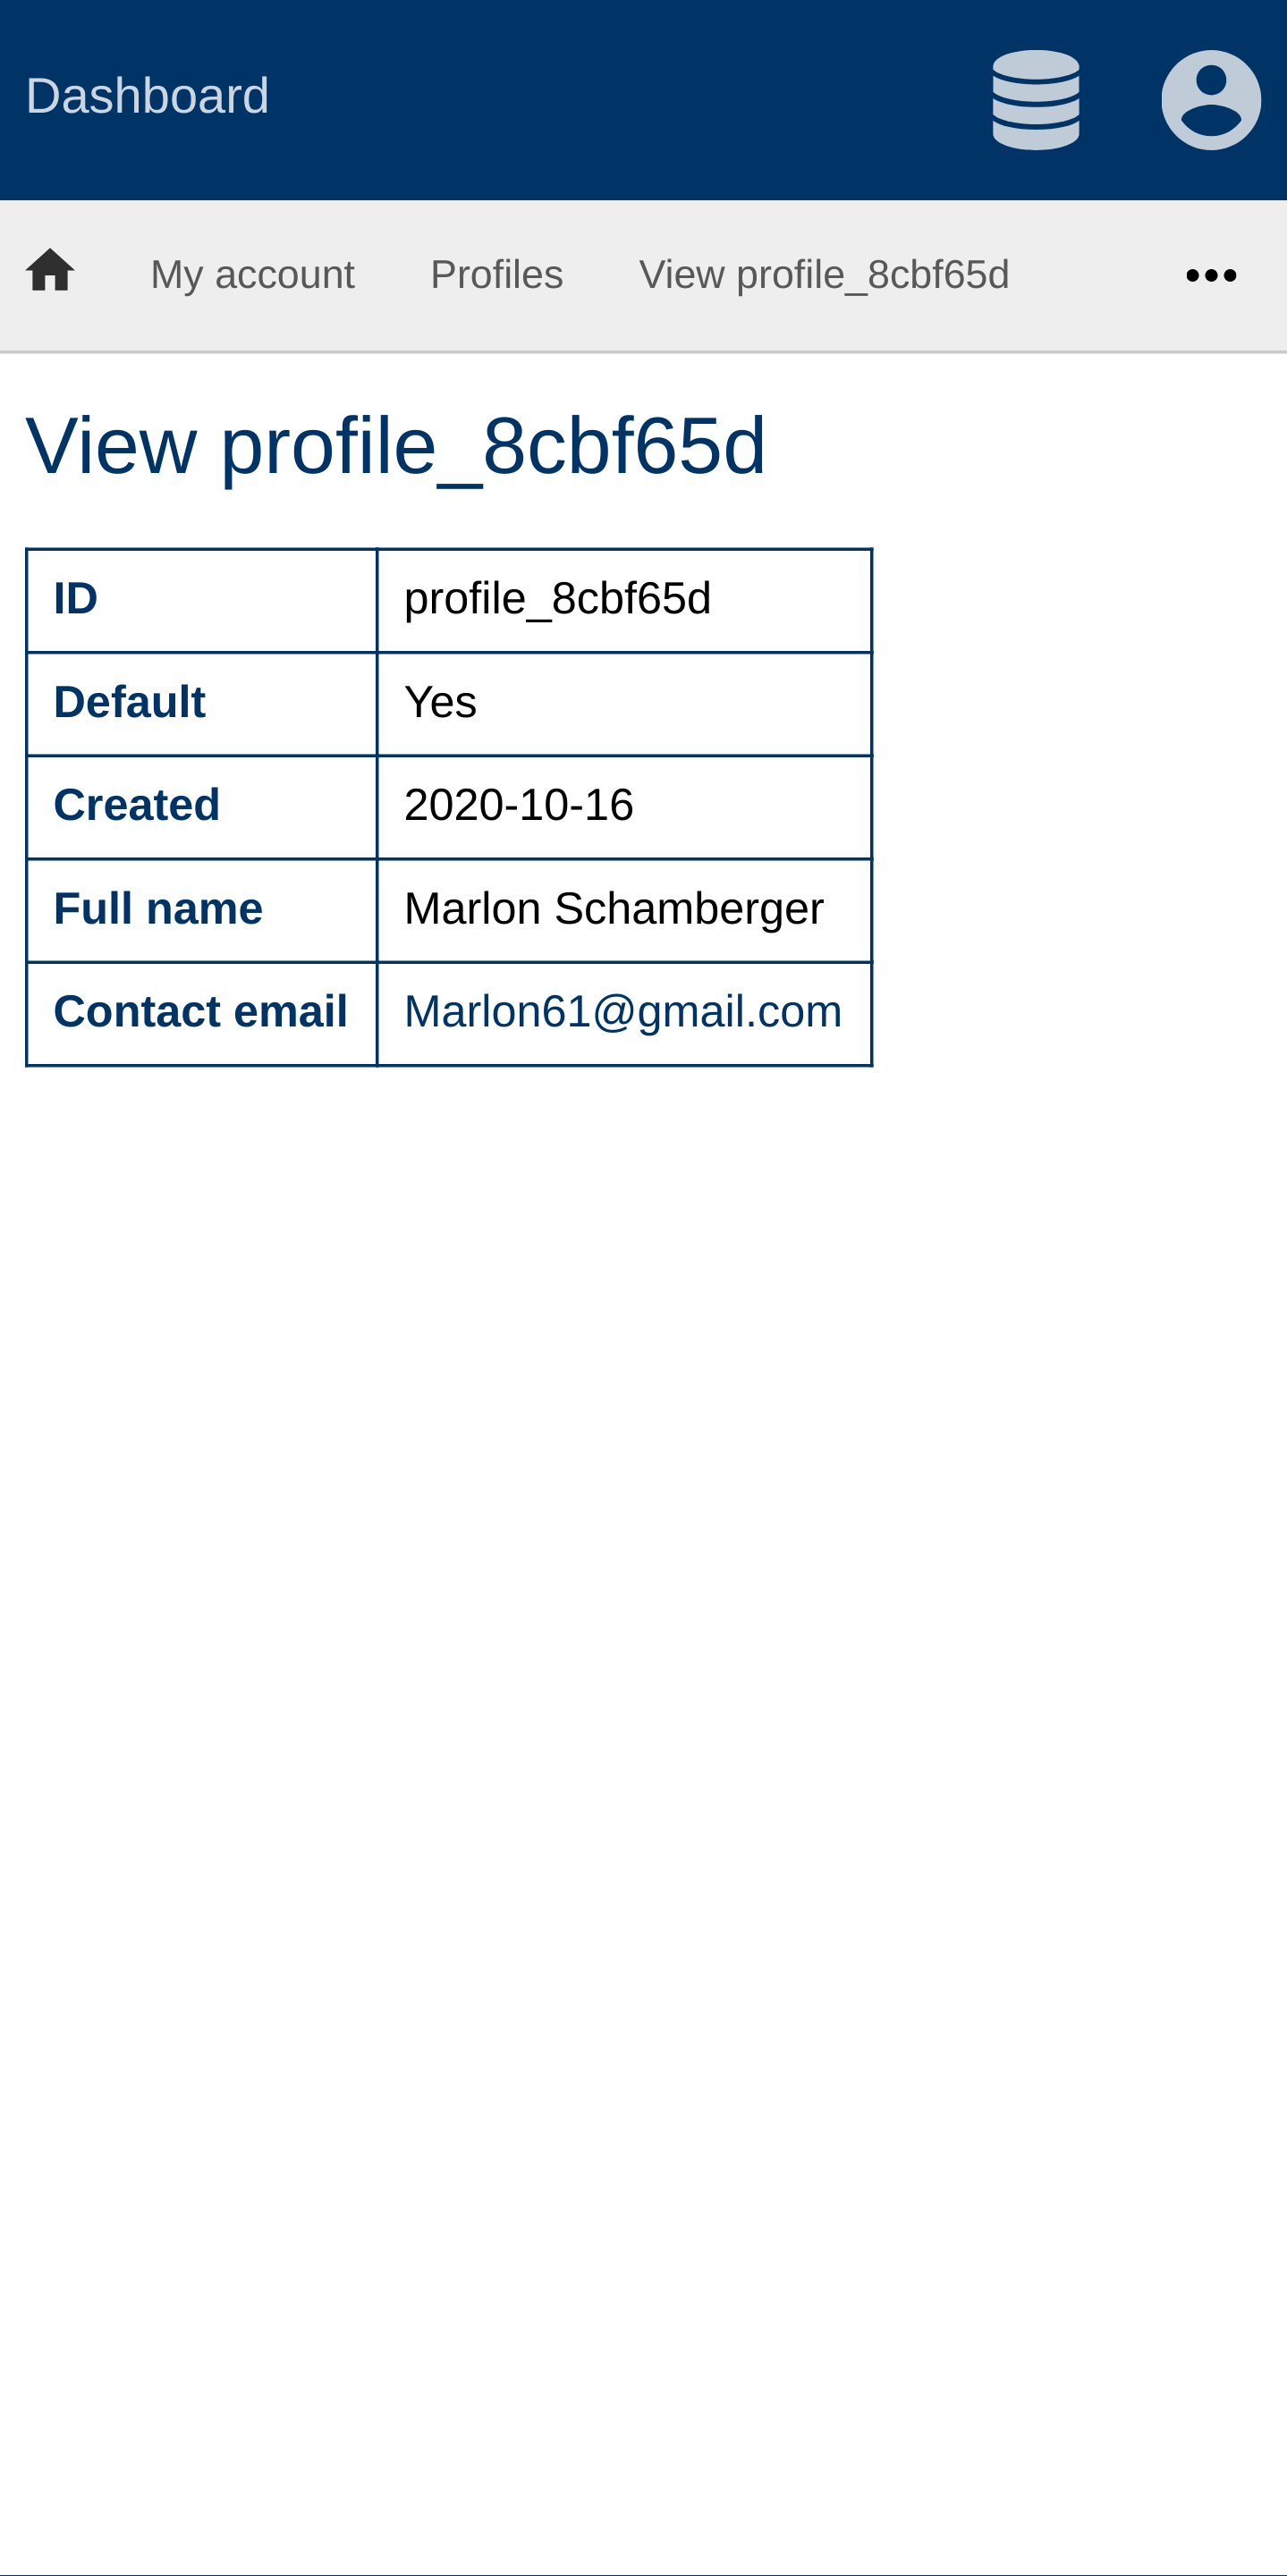 Dashboard
My account Profiles View profile_8cbf65d
View profile_8cbf65d
ID profile_8cbf65d
Default Yes
Created 2020-10-16
Full name Marlon Schamberger
Contact email Marlon61@gmail.com